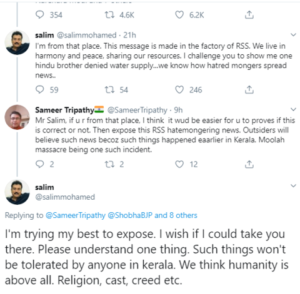 354 4.6K 6.2K
salim @salimmohamed · 21h
I'm from that place. This message is made in the factory of RSS. We live in
harmony and peace, sharing our resources. I challenge you to show me one
hindu brother denied water supply...we know how hatred mongers spread
news..
59 54 246
Sameer Tripathy🇮🇳 @SameerTripathy · 9h
Mr Salim, if u r from that place. I think it wud be easier for u to proves if this
is correct or not. Then expose this RSS hatemongering news. Outsiders will
believe such news becoz such things happened eaarlier in Kerala. Moolah
massacre being one such incident.
2 2 12
salim
@salimmohamed
Replying to @SameerTripathy @ShobhaBJP and 8 others
I'm trying my best to expose. I wish if I could take you
there. Please understand one thing. Such things won't
be tolerated by anyone in kerala. We think humanity is
above all. Religion, cast, creed etc.